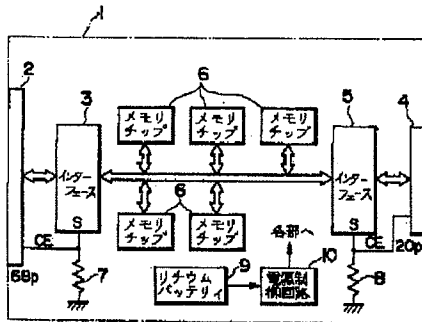 1
2
3
インターフェース
S
CE
68p
7
6
メモリチップ
メモリチップ
メモリチップ
メモリチップ
メモリチップ
6
5
インターフェース
S
CE
4
20p
8
各部へ
リチウムバッテリィ
9
電源制御回路
10